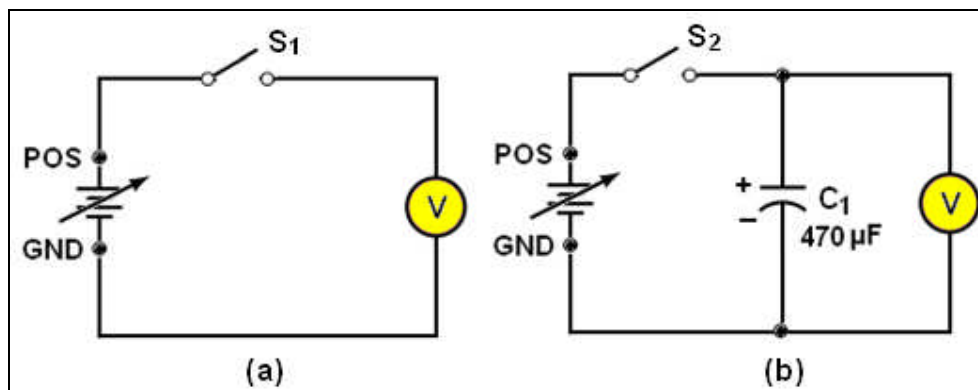 S₁
POS
V
GND
(a)
S₂
POS
+
−
C₁
470 µF
V
GND
(b)